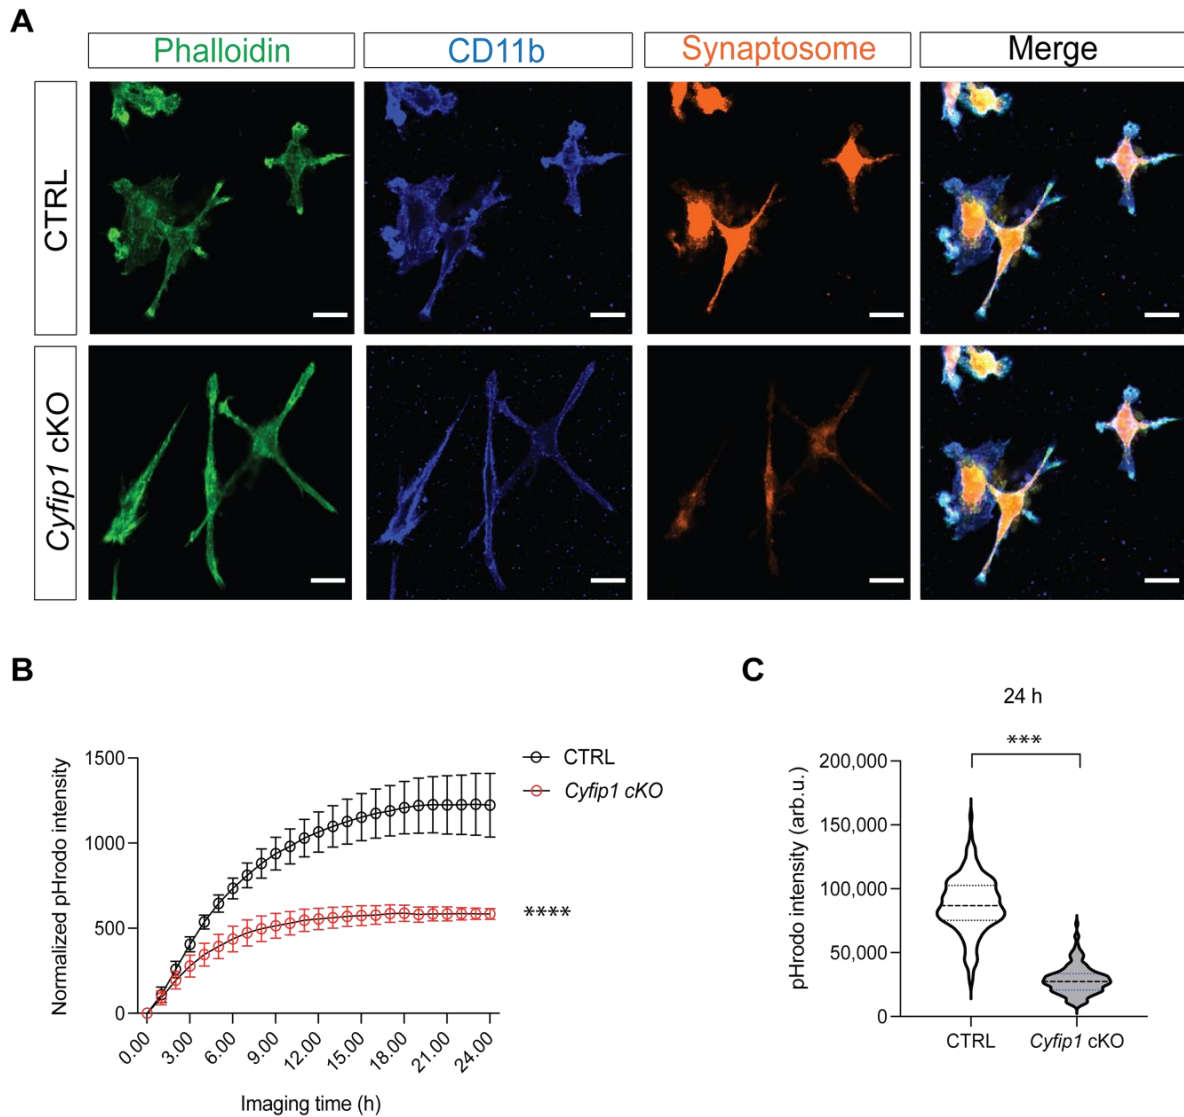 A
Phalloidin
CD11b
Synaptosome
Merge
CTRL
Cyfip1 cKO
B
Normalized pHrodo intensity
1500
1000
500
0
0.00
3.00
6.00
9.00
12.00
15.00
18.00
21.00
24.00
Imaging time (h)
CTRL
Cyfip1 cKO
****
C
24 h
***
pHrodo intensity (arb.u.)
200,000
150,000
100,000
50,000
0
CTRL
Cyfip1 cKO